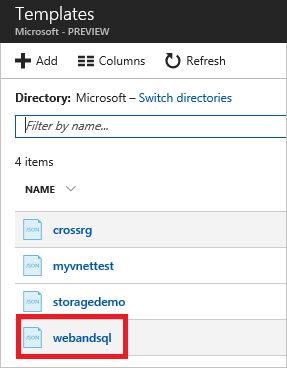 Templates
Microsoft - PREVIEW
Add Columns Refresh
Directory: Microsoft – Switch directories
Filter by name...
4 items
NAME
JSON crossrg
JSON myvnettest
JSON storagedemo
JSON webandsql